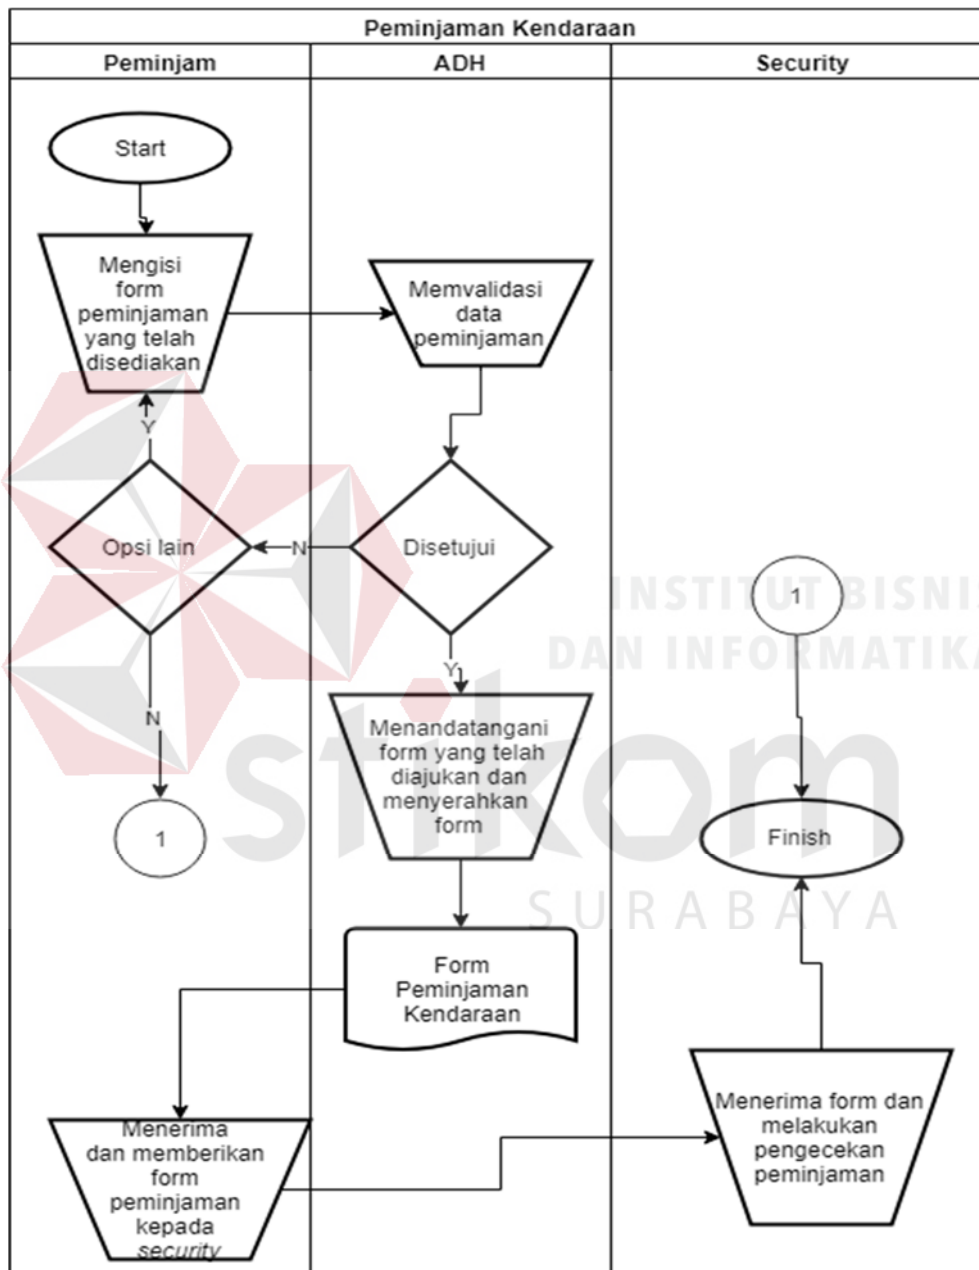 Peminjaman Kendaraan
Peminjam
ADH
Security
Start
Mengisi
form
peminjaman
yang telah
disediakan
Memvalidasi
data
peminjaman
Y
Opsi lain
N
Disetujui
INSTITUT BISNI
DAN INFORMATIKA
1
Y
N
Menandatangani
form yang telah
diajukan dan
menyerahkan
form
stikom
SURABAYA
1
Finish
Form
Peminjaman
Kendaraan
Menerima
dan memberikan
form
peminjaman
kepada
security
Menerima form dan
melakukan
pengecekan
peminjaman